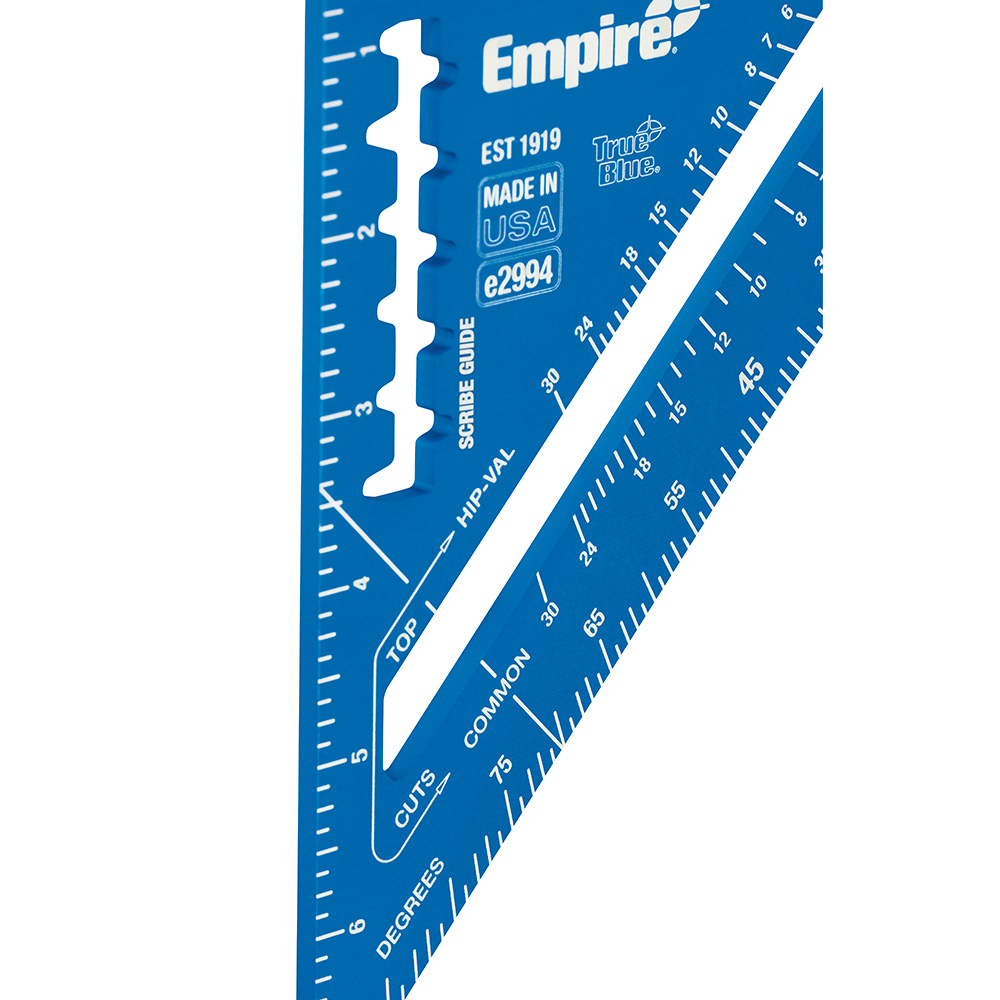 Empire®
EST 1919
True
Blue®
MADE IN
USA
e2994
SCRIBE GUIDE
1
2
3
4
5
6
6
7
8
10
12
15
18
24
30
HIP-VAL
TOP
8
10
12
15
18
24
30
COMMON
CUTS
45
55
65
75
DEGREES